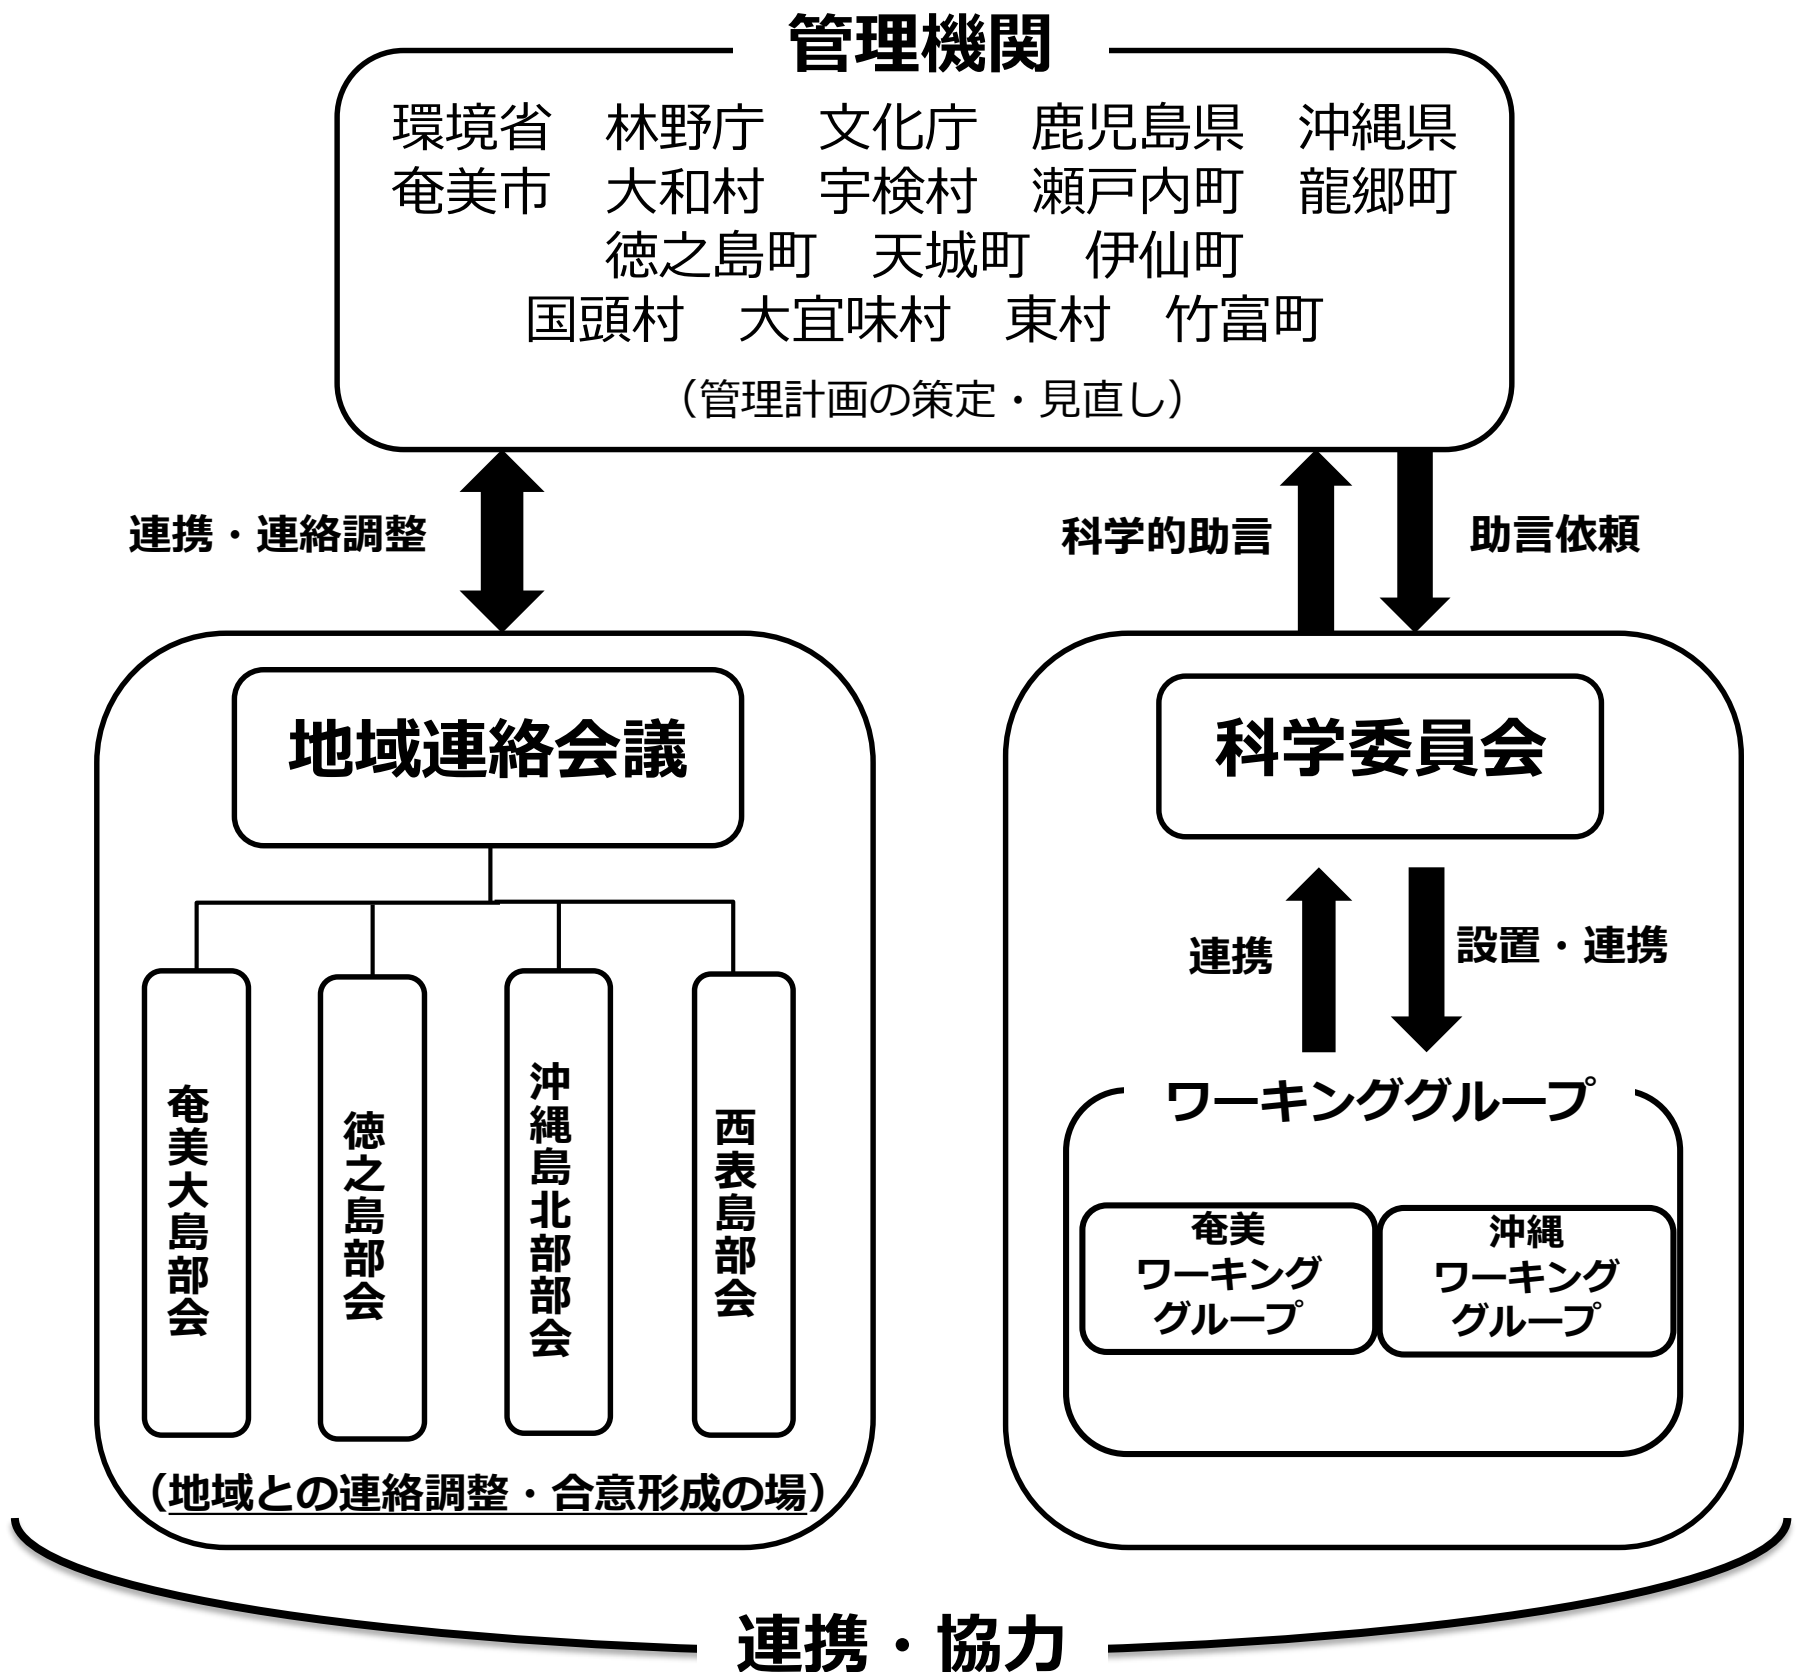 管理機関
環境省　林野庁　文化庁　鹿児島県　沖縄県
奄美市　大和村　宇検村　瀬戸内町　龍郷町
徳之島町　天城町　伊仙町
国頭村　大宜味村　東村　竹富町
（管理計画の策定・見直し）
連携・連絡調整
科学的助言
助言依頼
地域連絡会議
奄美大島部会
徳之島部会
沖縄島北部部会
西表島部会
（地域との連絡調整・合意形成の場）
科学委員会
連携
設置・連携
ワーキンググループ
奄美
ワーキング
グループ
沖縄
ワーキング
グループ
連携・協力